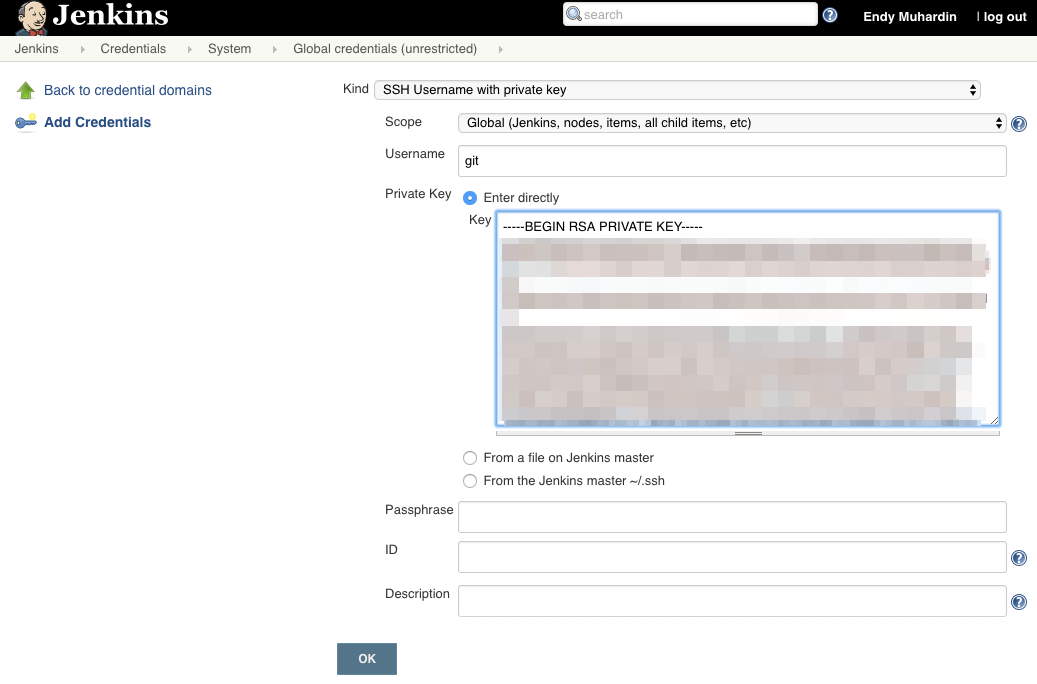 Jenkins
search
Endy Muhardin
| log out
Jenkins
Credentials
System
Global credentials (unrestricted)
Back to credential domains
Add Credentials
Kind
SSH Username with private key
Scope
Global (Jenkins, nodes, items, all child items, etc)
Username
git
Private Key
Enter directly
Key
-----BEGIN RSA PRIVATE KEY-----
From a file on Jenkins master
From the Jenkins master ~/.ssh
Passphrase
ID
Description
OK